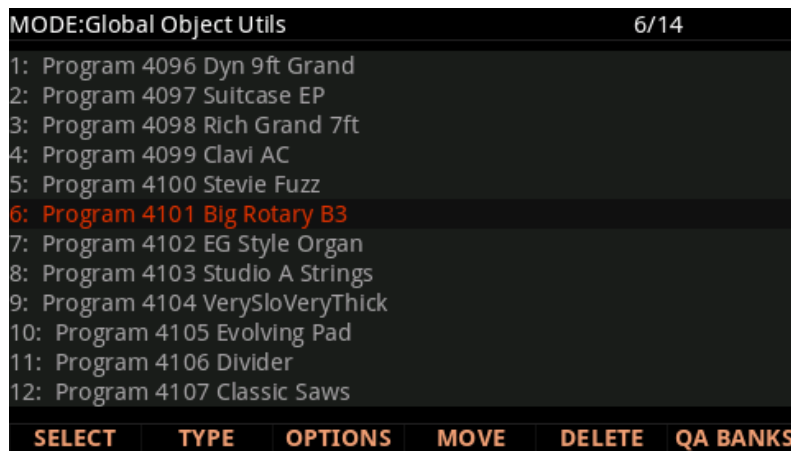 MODE:Global Object Utils 6/14
1: Program 4096 Dyn 9ft Grand
2: Program 4097 Suitcase EP
3: Program 4098 Rich Grand 7ft
4: Program 4099 Clavi AC
5: Program 4100 Stevie Fuzz
6: Program 4101 Big Rotary B3
7: Program 4102 EG Style Organ
8: Program 4103 Studio A Strings
9: Program 4104 VerySloVeryThick
10: Program 4105 Evolving Pad
11: Program 4106 Divider
12: Program 4107 Classic Saws
SELECT TYPE OPTIONS MOVE DELETE QA BANKS